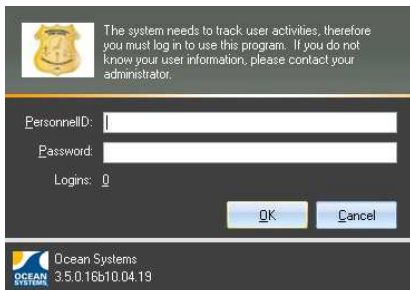 The system needs to track user activities, therefore
you must log in to use this program.  If you do not
know your user information, please contact your
administrator.
PersonnelID:
Password:
Logins: 0
OK Cancel
Ocean Systems
OCEAN
SYSTEMS
3.5.0.16b10.04.19